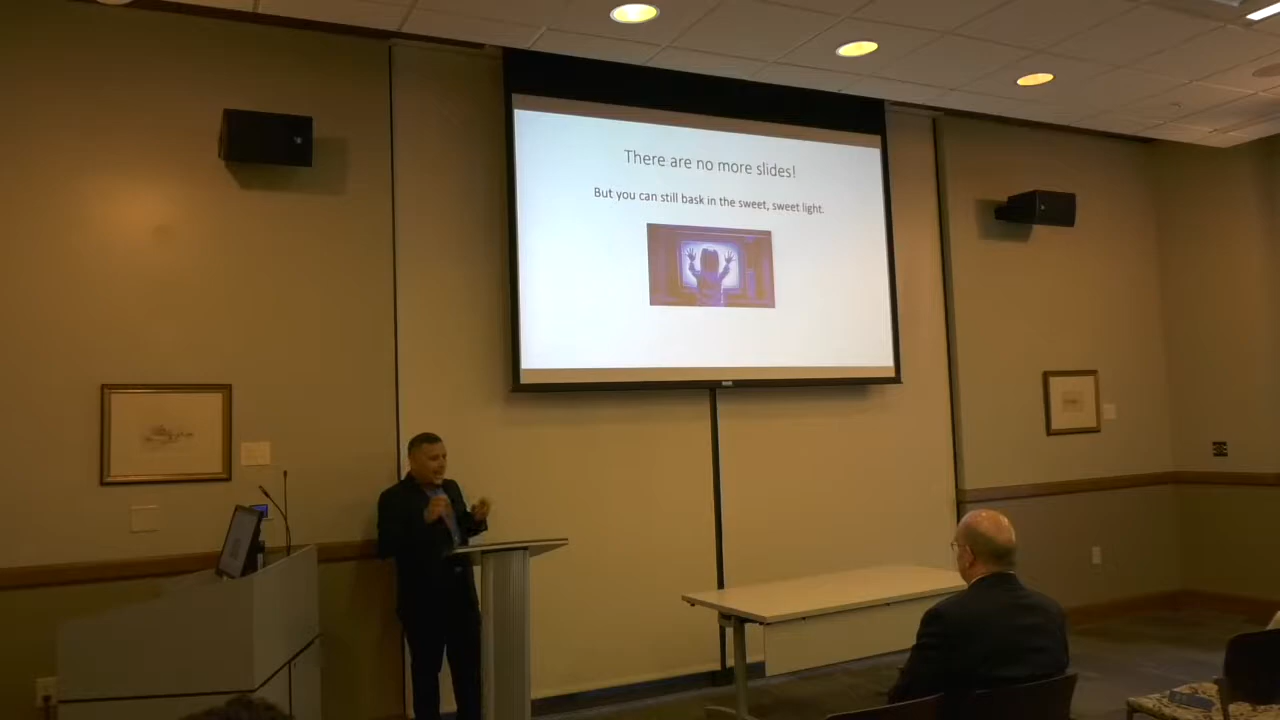 There are no more slides!
But you can still bask in the sweet, sweet light.